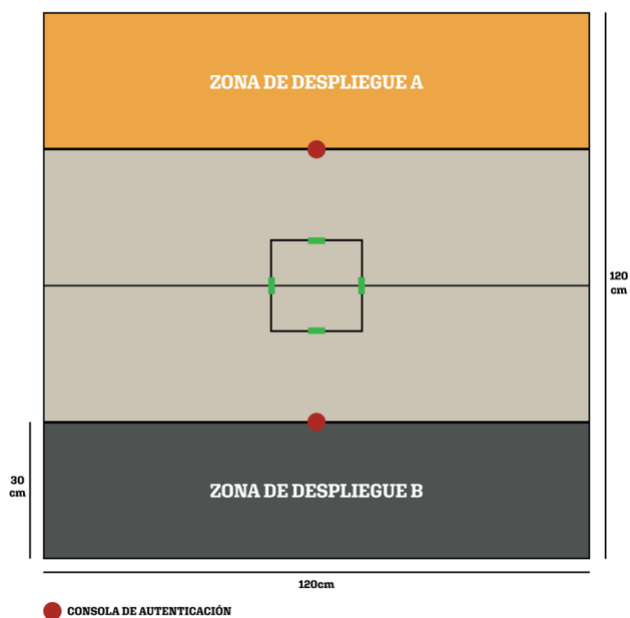 ZONA DE DESPLIEGUE A
120
cm
30
cm
ZONA DE DESPLIEGUE B
120cm
CONSOLA DE AUTENTICACIÓN